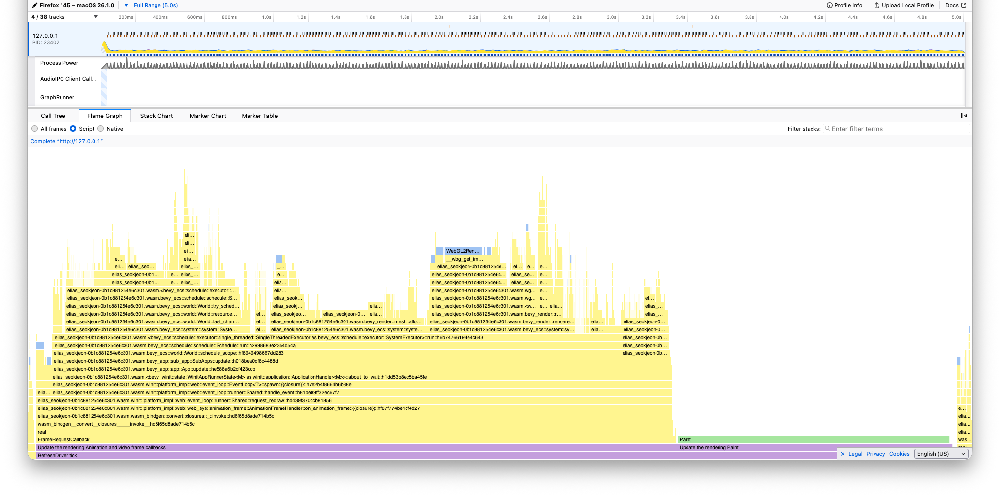 Firefox 145 – macOS 26.1.0 Full Range (5.0s) Profile Info Upload Local Profile Docs
4 / 38 tracks 200ms 400ms 600ms 800ms 1.0s 1.2s 1.4s 1.6s 1.8s 2.0s 2.2s 2.4s 2.6s 2.8s 3.0s 3.2s 3.4s 3.6s 3.8s 4.0s 4.2s 4.4s 4.6s 4.8s 5.0s
127.0.0.1
PID: 23402
Process Power
AudioIPC Client Call...
GraphRunner
Call Tree Flame Graph Stack Chart Marker Chart Marker Table
All frames Script Native Filter stacks: Enter filter terms
Complete “http://127.0.0.1”
eli...
eli...
eli... WebGL2Ren...
e... elia... __wbg_get_im...
eli... elias_seo... elias_... _... elias_seokjeon-0b1c881254e... el... e... e...
elias_seokjeon-0b1... e... elias_... e... elias_seokjeon-0b1c881254e6c... elias_se... e...
elias_seokjeon-0b1... e... elias_... elia... elias_seokjeon-0b1c881254e6c... elias_se... e...
elias_seokjeon-0b1c881254e6c301.wasm.<bevy_ecs::schedule::executor::... elia... elias_seokjeon-0b1c881254e6c301.wasm.wg... e...
elias_seokjeon-0b1c881254e6c301.wasm.bevy_ecs::schedule::schedule::S... elias_seok... elias_seokjeon-0b1c881254e6c301.wasm.wg... e... el...
elias_seokjeon-0b1c881254e6c301.wasm.bevy_ecs::world::World::try_sched... elias_seokj... elia... elias_seokjeon-0b1c881254e6c301.wasm.<w... e... elia... elias_...
elias_seokjeon-0b1c881254e6c301.wasm.bevy_ecs::world::World::resource... el... elias_seokjeo... elias_seokjeon-0... elia... elias_seokjeon-0b1c881254e6c301.wasm.bevy_render::r... elias_...
elias_seokjeon-0b1c881254e6c301.wasm.bevy_ecs::world::World::last_chan... el... elias_seokjeon-0b1c881254e6c301.wasm.bevy_render::mesh::allo... elias_seokjeon-0b1c881254e6c301.wasm.bevy_render::rendere... elia... elias_seokjeon-0...
elias_seokjeon-0b1c881254e6c301.wasm.bevy_ecs::system::system::Syste... el... elias_seokjeon-0b1c881254e6c301.wasm.bevy_ecs::system::syste... elias_seokjeon-0b1c881254e6c301.wasm.bevy_ecs::system::sy... elia... elias_seokjeon-0...
elias_seokjeon-0b1c881254e6c301.wasm.<bevy_ecs::schedule::executor::single_threaded::SingleThreadedExecutor as bevy_ecs::schedule::executor::SystemExecutor>::run::h6b74766194e4c643 elias_seokjeon-0b...
elias_seokjeon-0b1c881254e6c301.wasm.bevy_ecs::schedule::schedule::Schedule::run::h2998683e2354d54a elias_seokjeon-0b...
elias_seokjeon-0b1c881254e6c301.wasm.bevy_ecs::world::World::schedule_scope::hf8949498667dd283 elias_seokjeon-0b...
elias_seokjeon-0b1c881254e6c301.wasm.bevy_app::sub_app::SubApps::update::h018bea0df8c4488d
elias_seokjeon-0b1c881254e6c301.wasm.bevy_app::app::App::update::he588a6b2cf423ccb
elias_seokjeon-0b1c881254e6c301.wasm.<bevy_winit::state::WinitAppRunnerState<M> as winit::application::ApplicationHandler<M>>::about_to_wait::h1dd53b8ec5ba45fe
elias_seokjeon-0b1c881254e6c301.wasm.winit::platform_impl::web::event_loop::EventLoop<T>::spawn::{{closure}}::h7e2b4f8664b6b88e
elia... elias_seokjeon-0b1c881254e6c301.wasm.winit::platform_impl::web::event_loop::runner::Shared::handle_event::h81be89ff32ec67f7
elias_seokjeon-0b1c881254e6c301.wasm.winit::platform_impl::web::event_loop::runner::Shared::request_redraw::hd439f370ccb81856
elias_seokjeon-0b1c881254e6c301.wasm.winit::platform_impl::web::web_sys::animation_frame::AnimationFrameHandler::on_animation_frame::{{closure}}::hf87f774be1cf4d27 e...
elias_seokjeon-0b1c881254e6c301.wasm.wasm_bindgen::convert::closures::_::invoke::hd6f65d8ade714b5c elia...
wasm_bindgen__convert__closures_____invoke__hd6f65d8ade714b5c elia...
real elia...
FrameRequestCallback Paint was...
Update the rendering Animation and video frame callbacks Update the rendering Paint
RefreshDriver tick
Legal Privacy Cookies English (US)